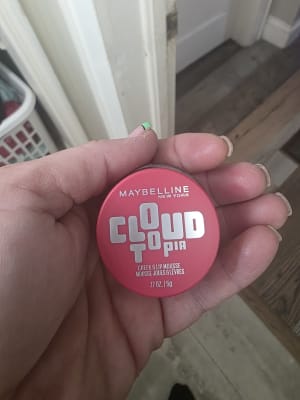 MAYBELLINE
NEW YORK
CLOUD
TOPIA
CHEEK & LIP MOUSSE
MOUSSE JOUES & LÈVRES
.17 OZ. / 5g